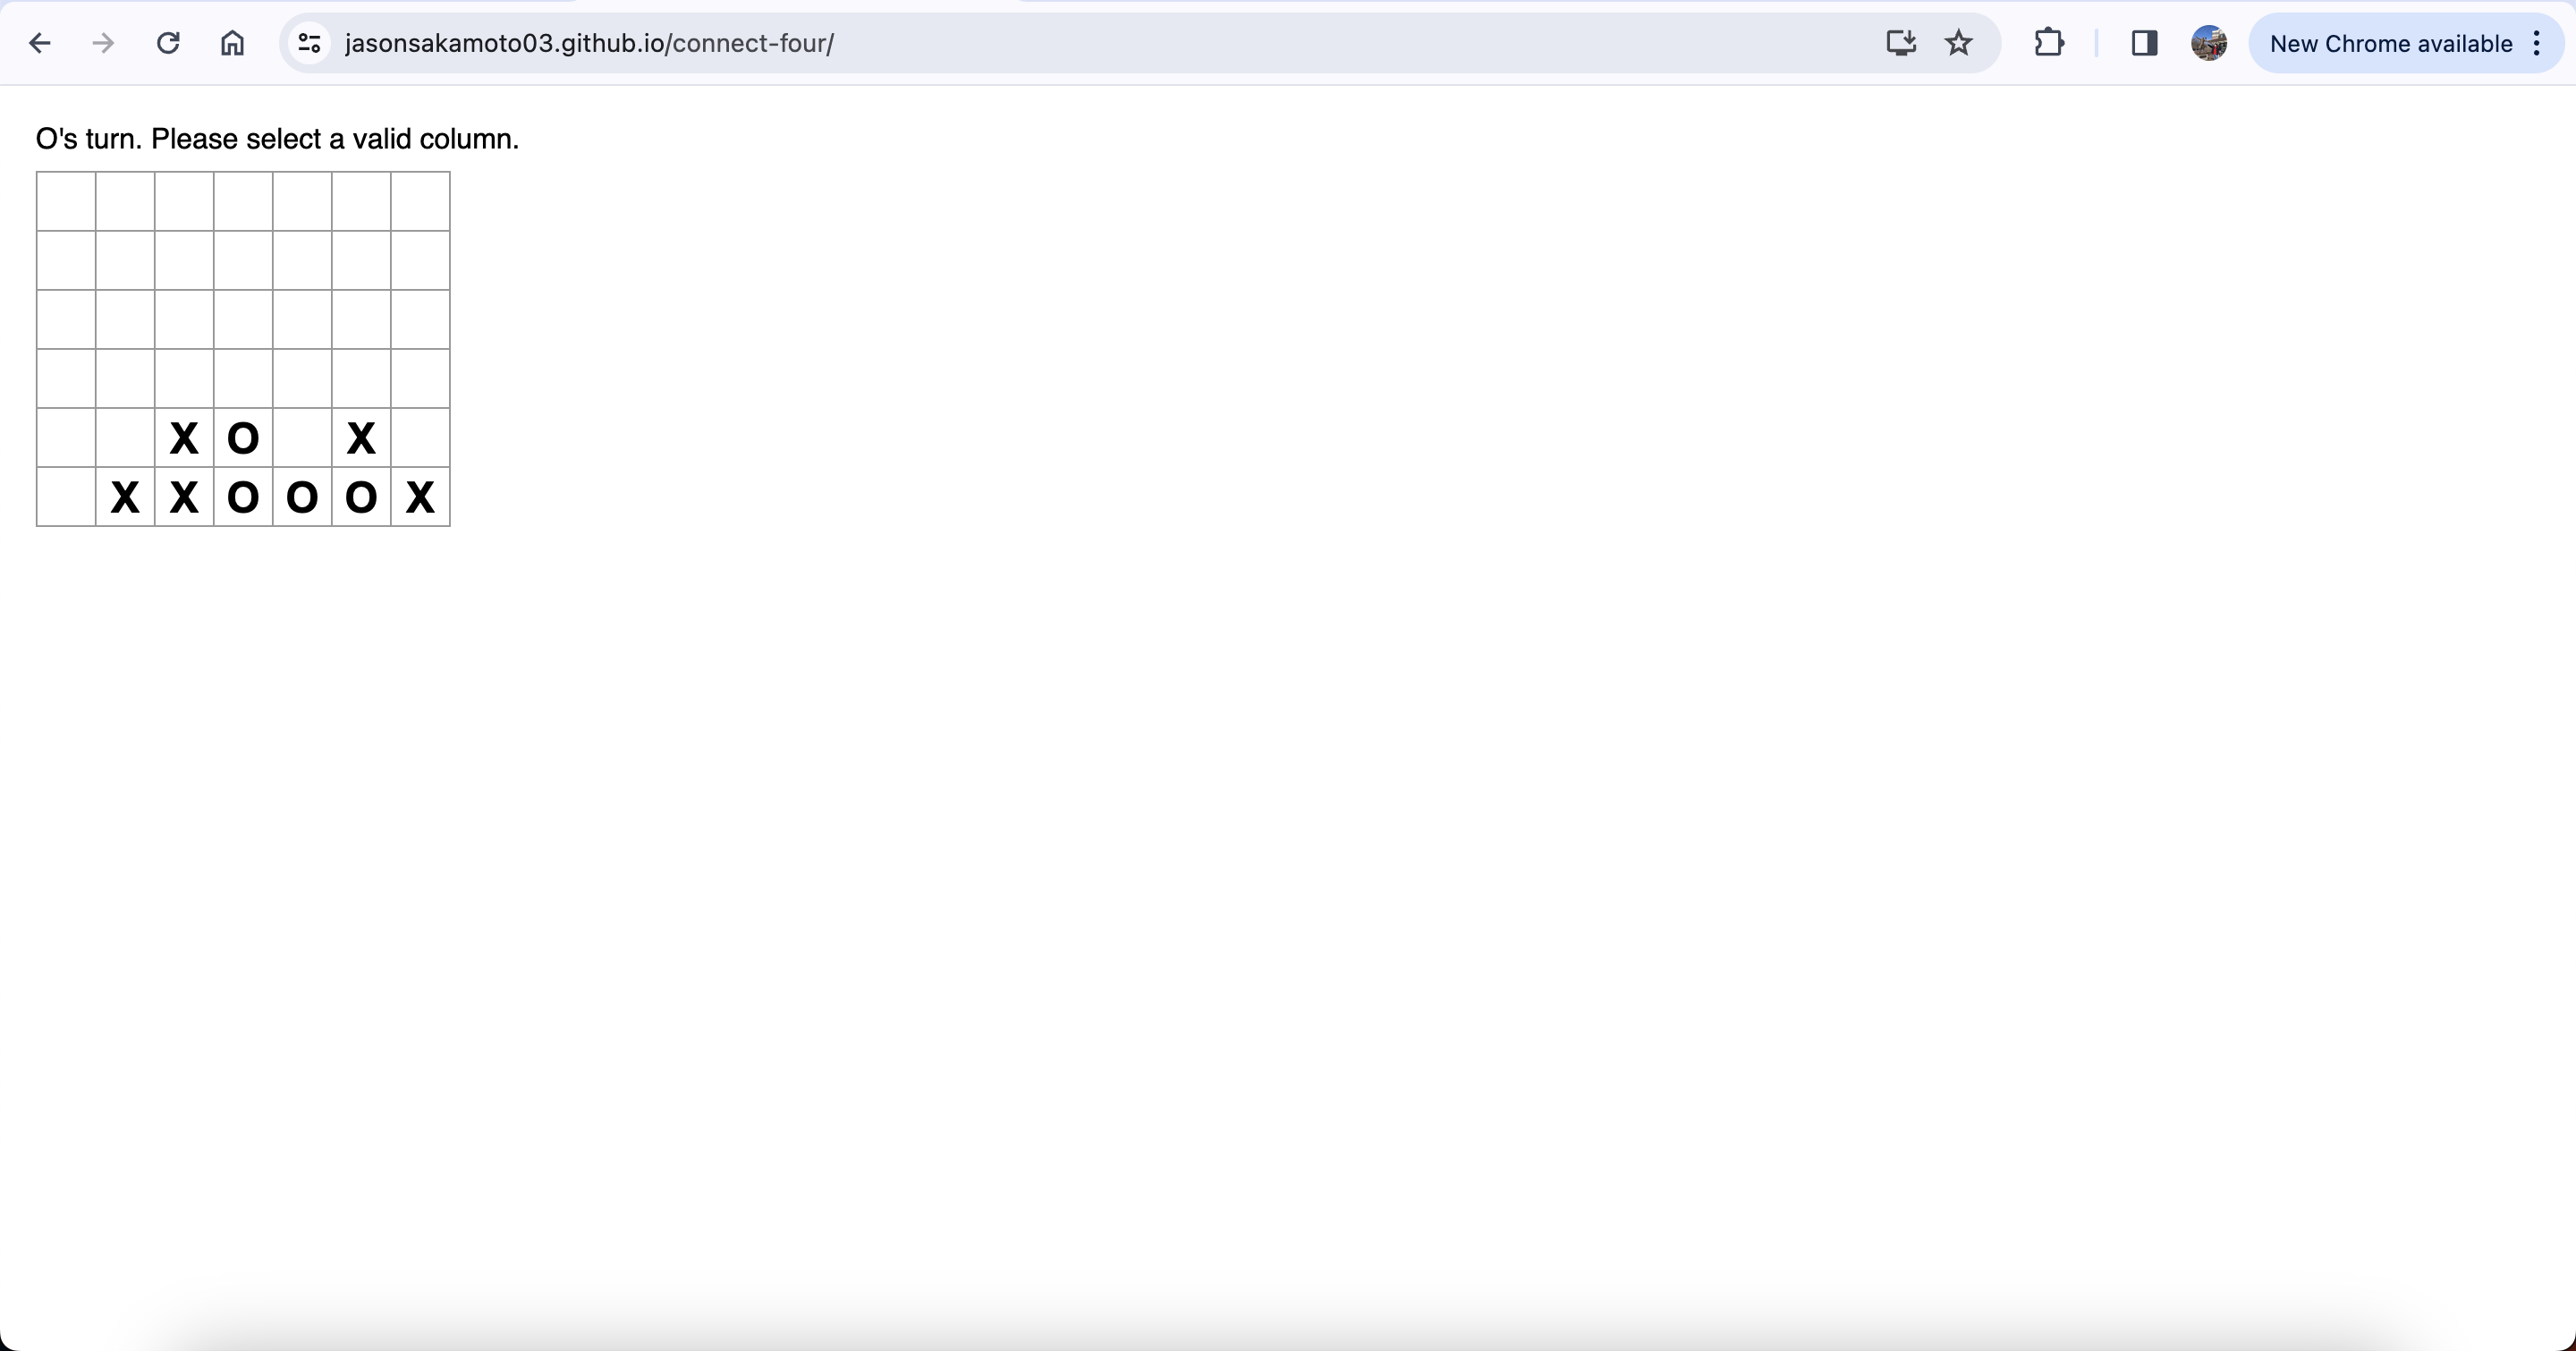 jasonsakamoto03.github.io/connect-four/
New Chrome available
O's turn. Please select a valid column.
X O X
X X O O O X